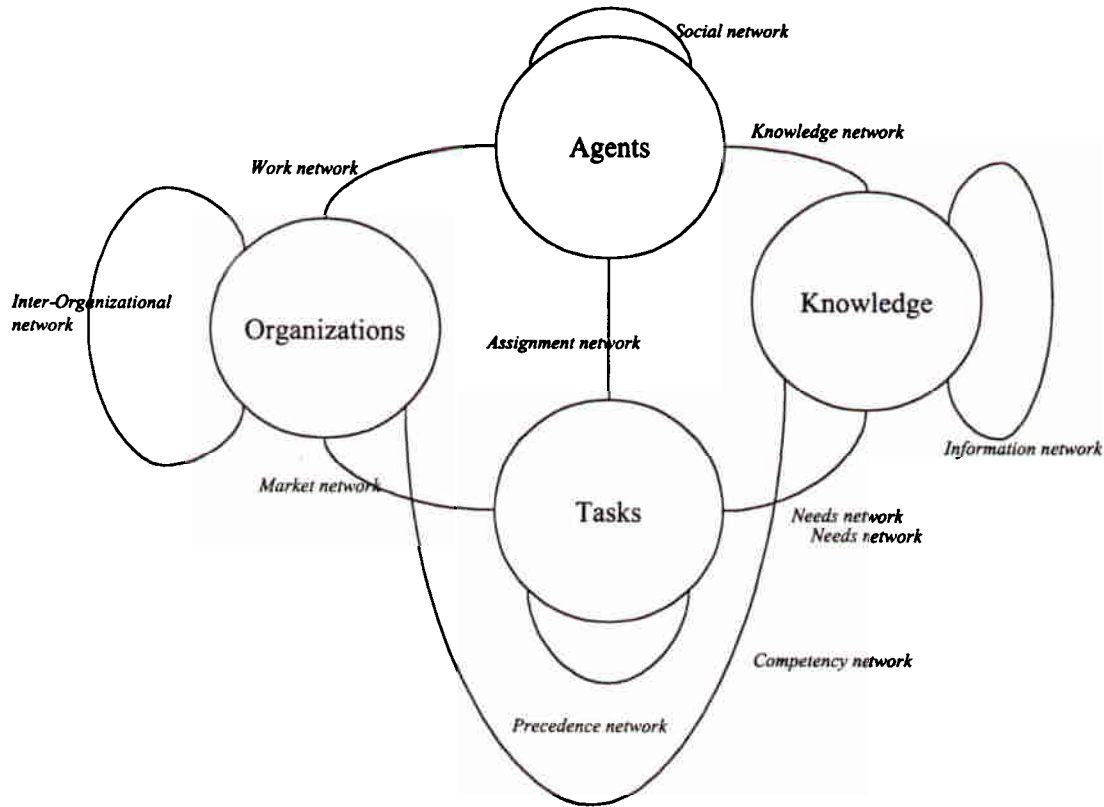 Social network
Knowledge network
Agents
Work network
Inter-Organizational
network
Organizations
Knowledge
Assignment network
Information network
Market network
Tasks
Needs network
Needs network
Competency network
Precedence network